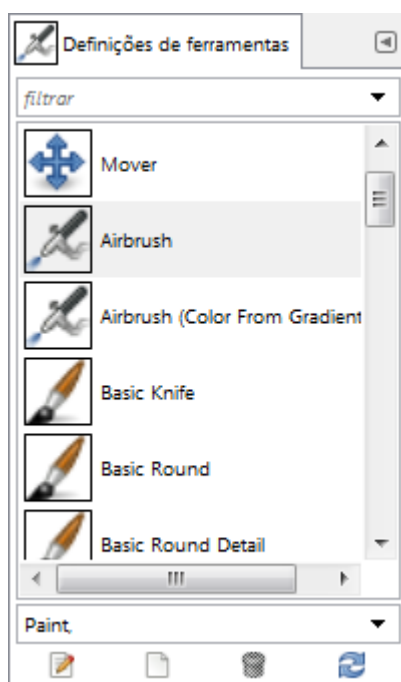 Definições de ferramentas
filtrar
Mover
Airbrush
Airbrush (Color From Gradient
Basic Knife
Basic Round
Basic Round Detail
Paint,